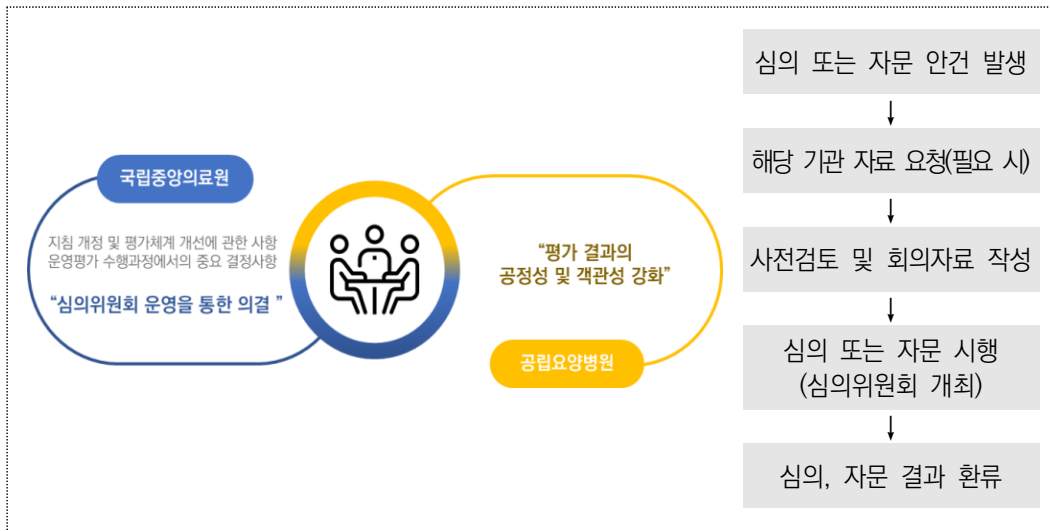 국립중앙의료원
지침 개정 및 평가체계 개선에 관한 사항
운영평가 수행과정에서의 중요 결정사항
“심의위원회 운영을 통한 의결 ”
“평가 결과의
공정성 및 객관성 강화”
공립요양병원
심의 또는 자문 안건 발생
해당 기관 자료 요청(필요 시)
사전검토 및 회의자료 작성
심의 또는 자문 시행
(심의위원회 개최)
심의, 자문 결과 환류